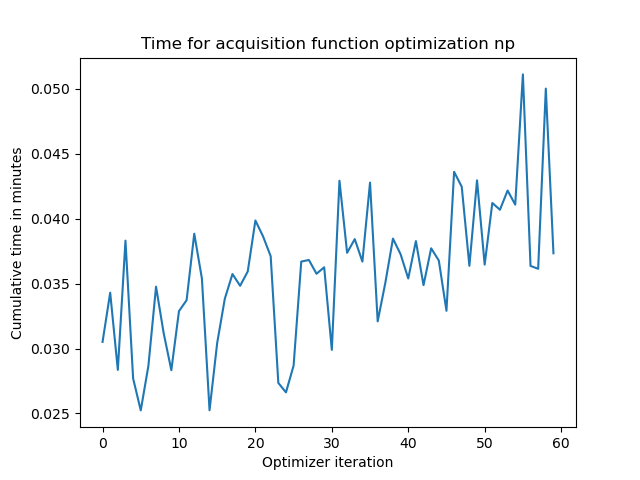 Time for acquisition function optimization np
0.050
0.045
0.040
0.035
0.030
0.025
Cumulative time in minutes
0 10 20 30 40 50 60
Optimizer iteration